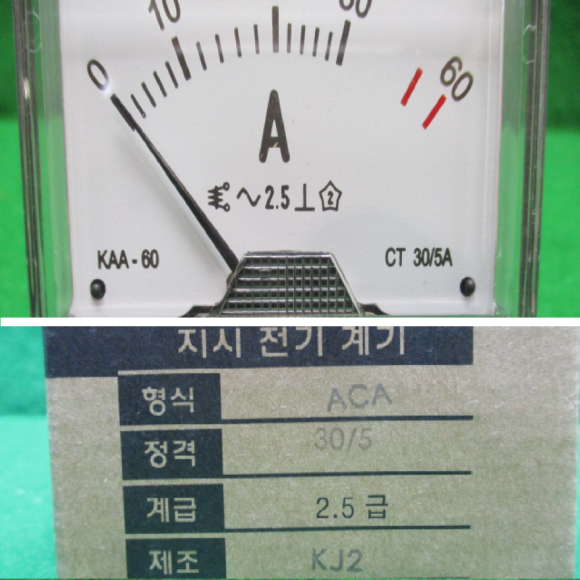 0 10 30 60
A
~ 2.5 ⊥ 2
KAA - 60 CT 30/5A
지시 전기 계기
형식 ACA
정격 30/5
계급 2.5 급
제조 KJ2